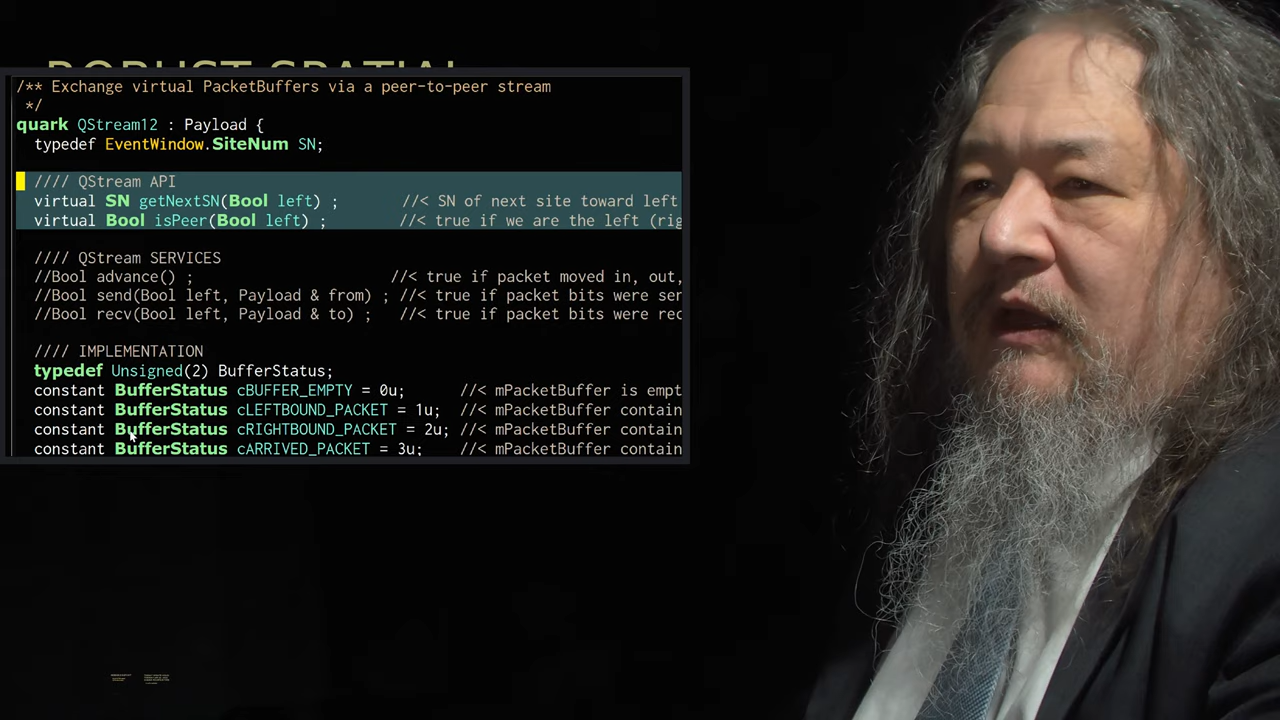 ROBUST SPATIAL
/** Exchange virtual PacketBuffers via a peer-to-peer stream
*/
quark QStream12 : Payload {
typedef EventWindow.SiteNum SN;
//// QStream API
virtual SN getNextSN(Bool left) ; //< SN of next site toward left
virtual Bool isPeer(Bool left) ; //< true if we are the left (rig
//// QStream SERVICES
//Bool advance() ; //< true if packet moved in, out,
//Bool send(Bool left, Payload & from) ; //< true if packet bits were ser
//Bool recv(Bool left, Payload & to) ; //< true if packet bits were rec
//// IMPLEMENTATION
typedef Unsigned(2) BufferStatus;
constant BufferStatus cBUFFER_EMPTY = 0u; //< mPacketBuffer is empt
constant BufferStatus cLEFTBOUND_PACKET = 1u; //< mPacketBuffer contain
constant BufferStatus cRIGHTBOUND_PACKET = 2u; //< mPacketBuffer contain
constant BufferStatus cARRIVED_PACKET = 3u; //< mPacketBuffer contain